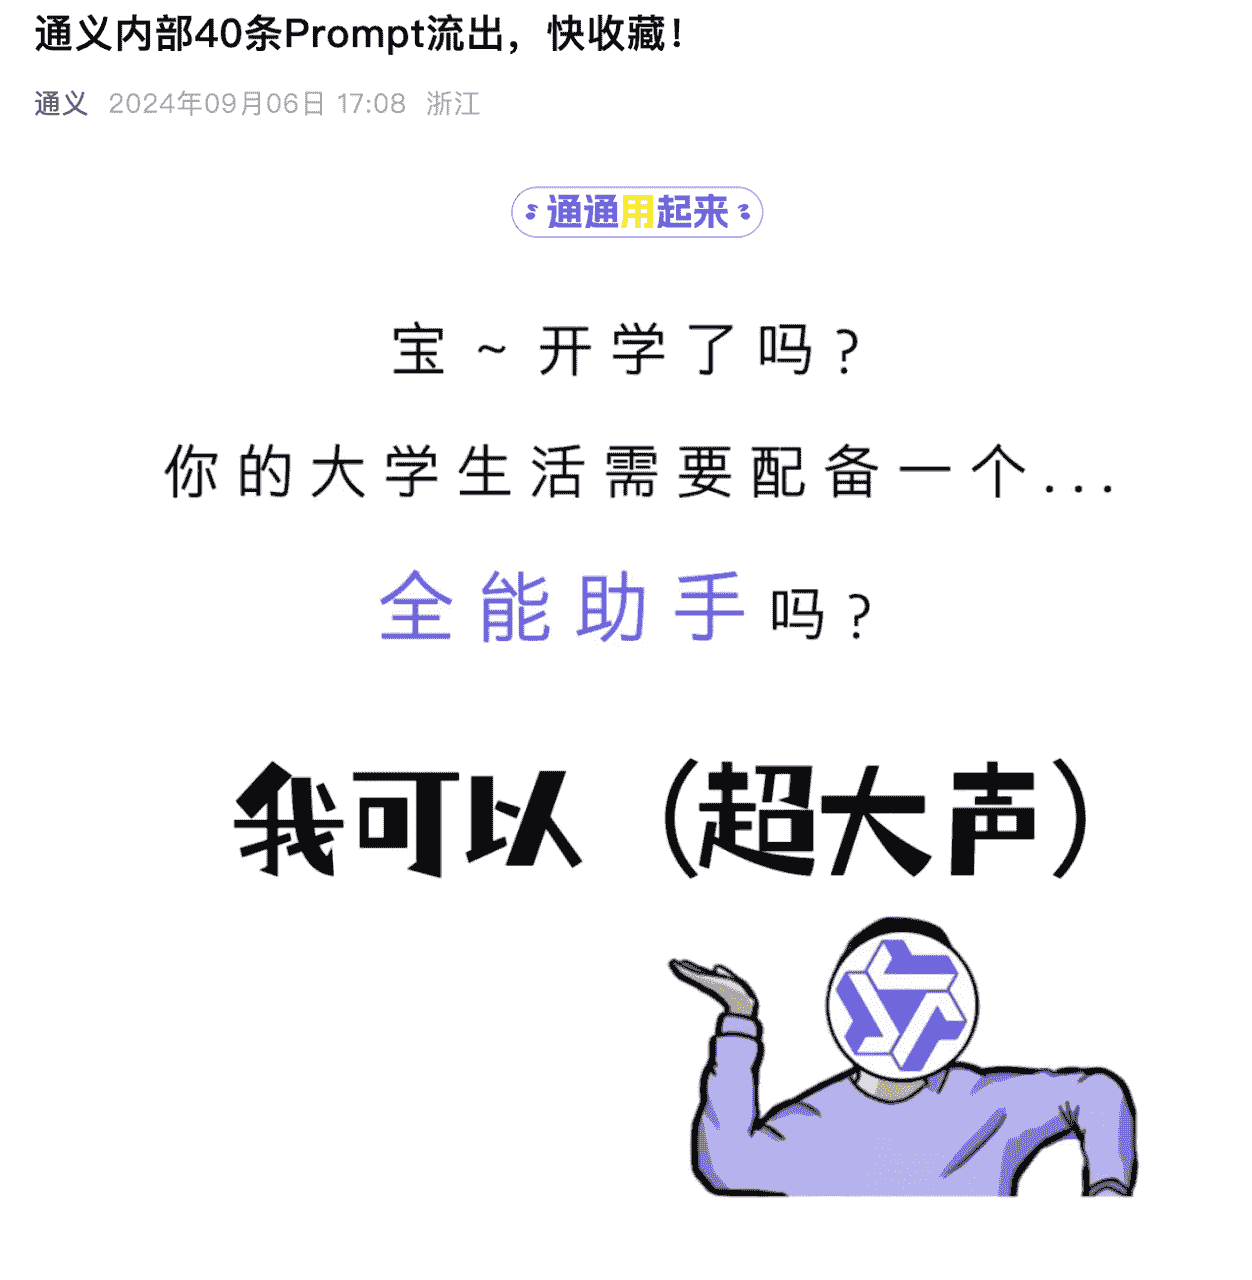 通义内部40条Prompt流出，快收藏！
通义 2024年09月06日 17:08 浙江
通通用起来
宝~开学了吗？
你的大学生活需要配备一个...
全能助手吗？
我可以（超大声）